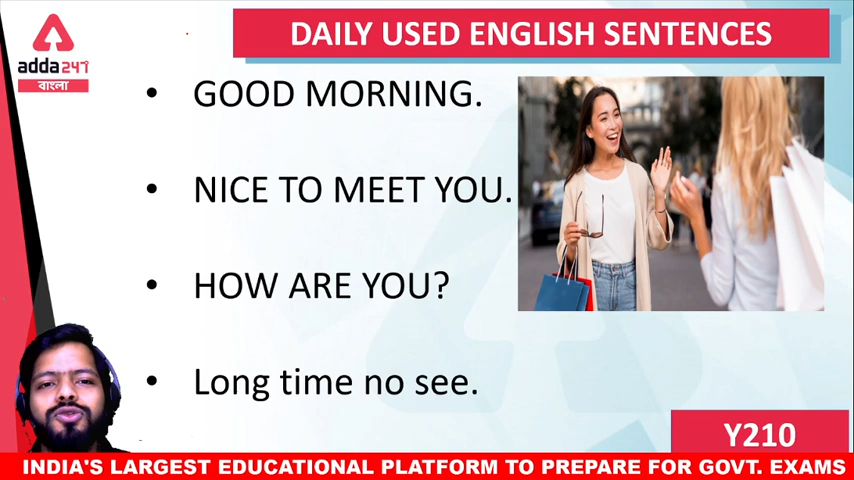 DAILY USED ENGLISH SENTENCES
adda247
বাংলা
• GOOD MORNING.
• NICE TO MEET YOU.
• HOW ARE YOU?
• Long time no see.
Y210
INDIA'S LARGEST EDUCATIONAL PLATFORM TO PREPARE FOR GOVT. EXAMS